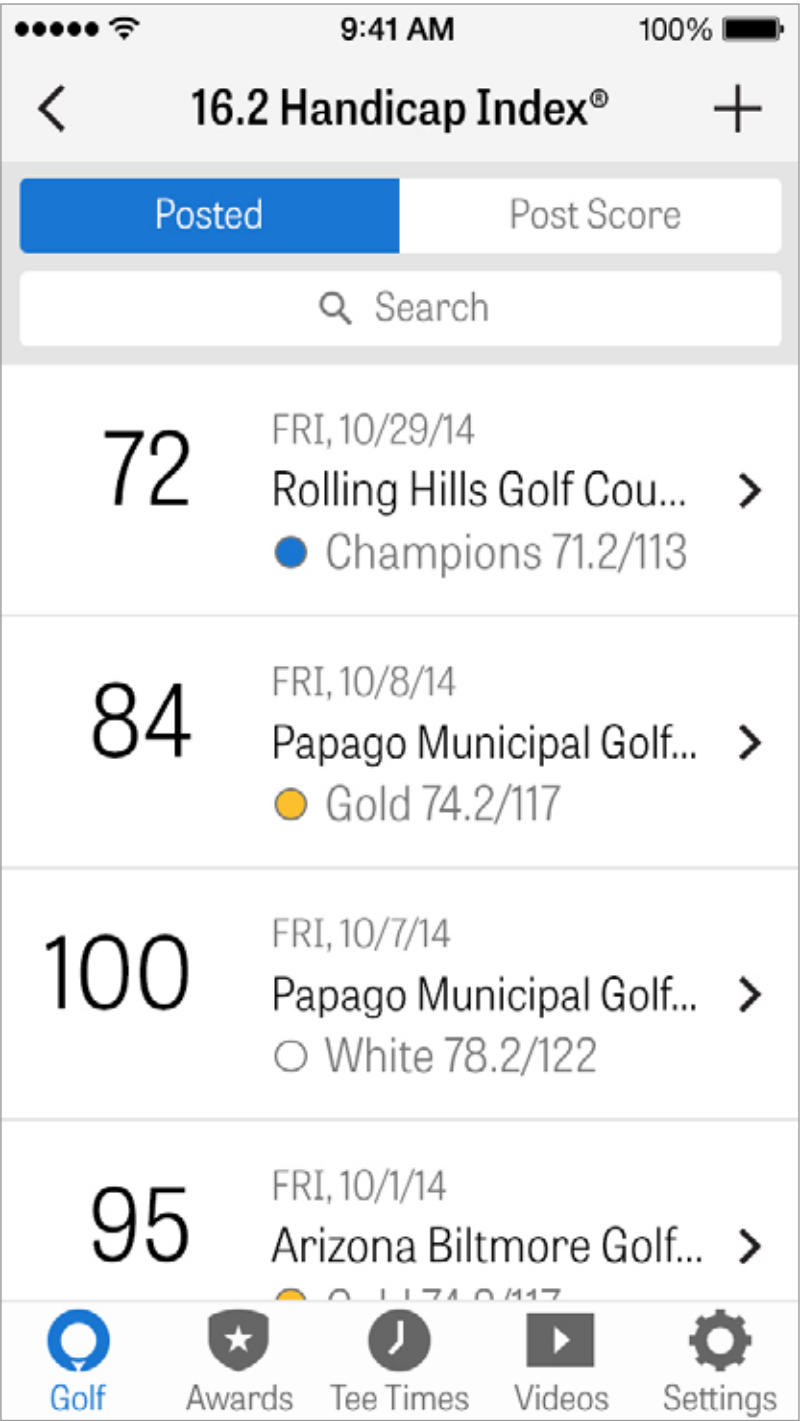 9:41 AM 100%
16.2 Handicap Index®
Posted Post Score
Search
72
FRI, 10/29/14
Rolling Hills Golf Cou...
Champions 71.2/113
84
FRI, 10/8/14
Papago Municipal Golf...
Gold 74.2/117
100
FRI, 10/7/14
Papago Municipal Golf...
White 78.2/122
95
FRI, 10/1/14
Arizona Biltmore Golf...
Golf Awards Tee Times Videos Settings